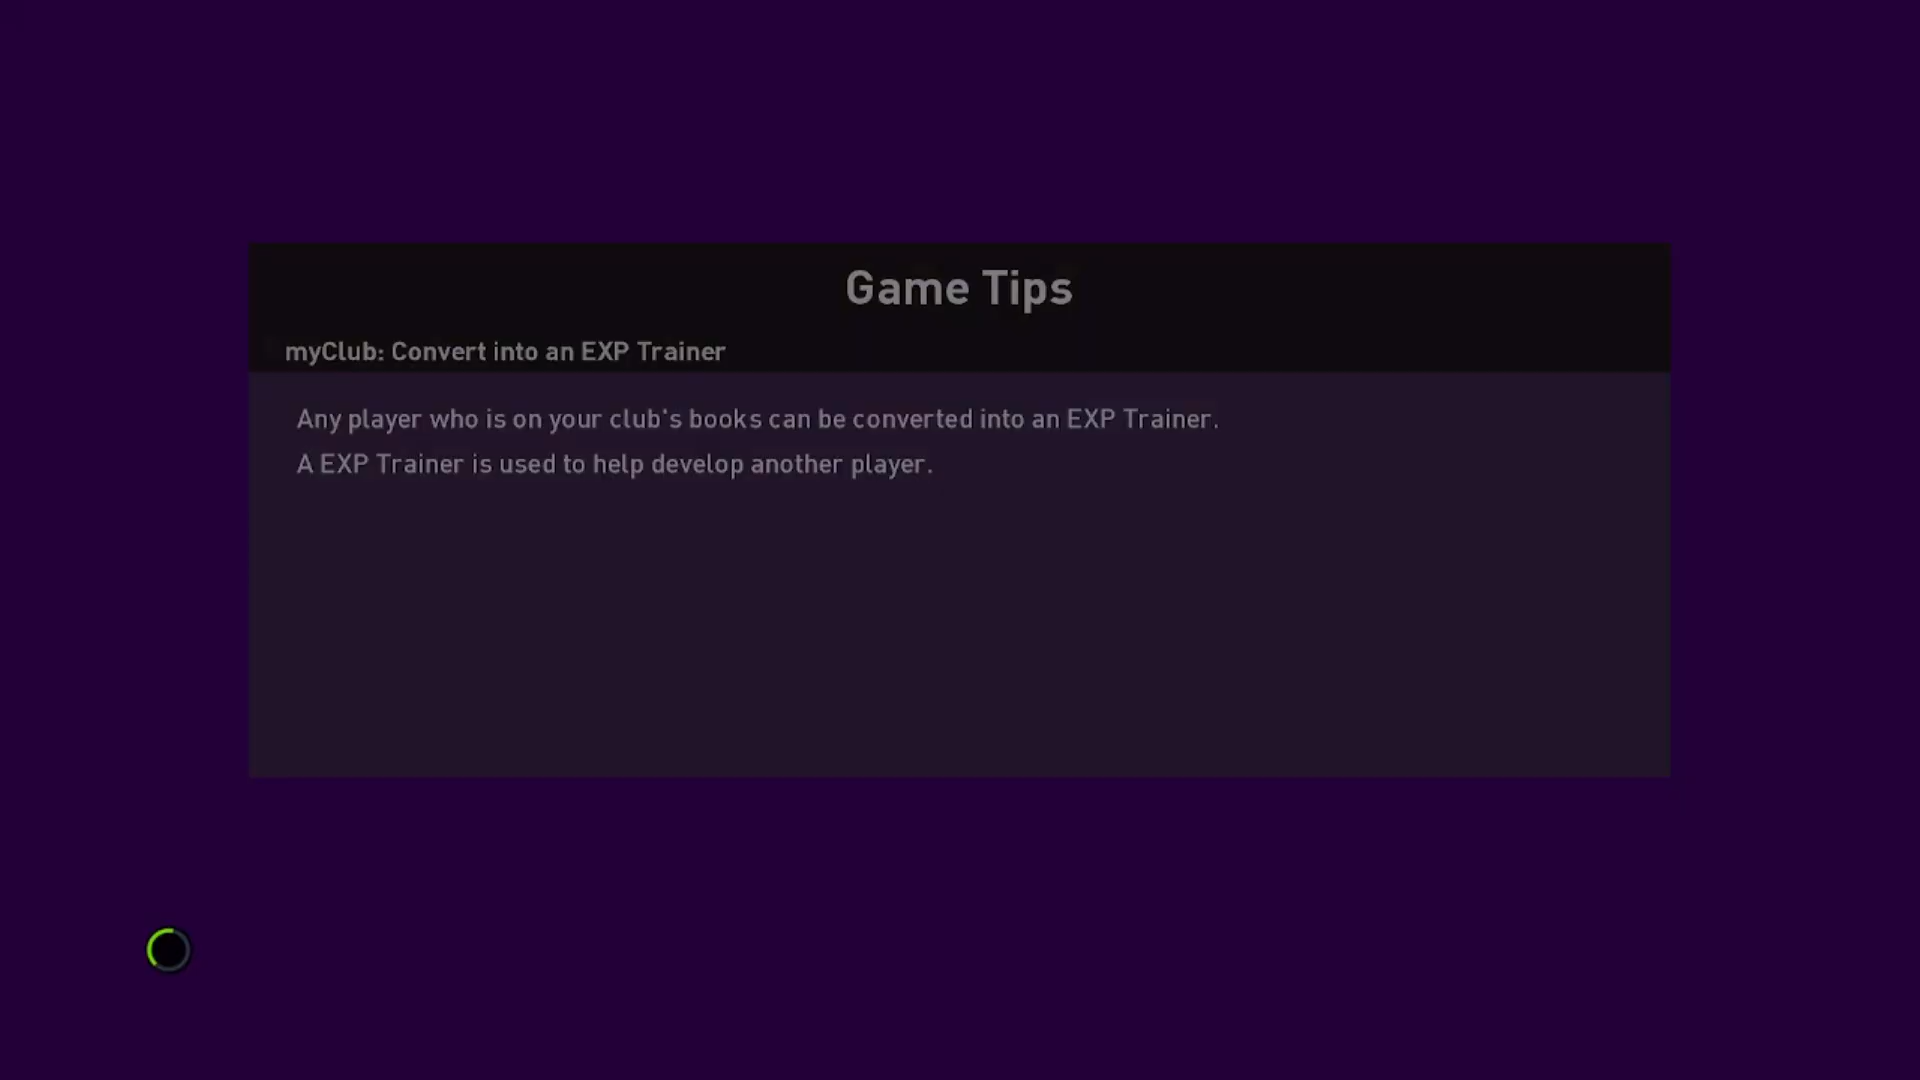 Game Tips
myClub: Convert into an EXP Trainer
Any player who is on your club's books can be converted into an EXP Trainer.
A EXP Trainer is used to help develop another player.